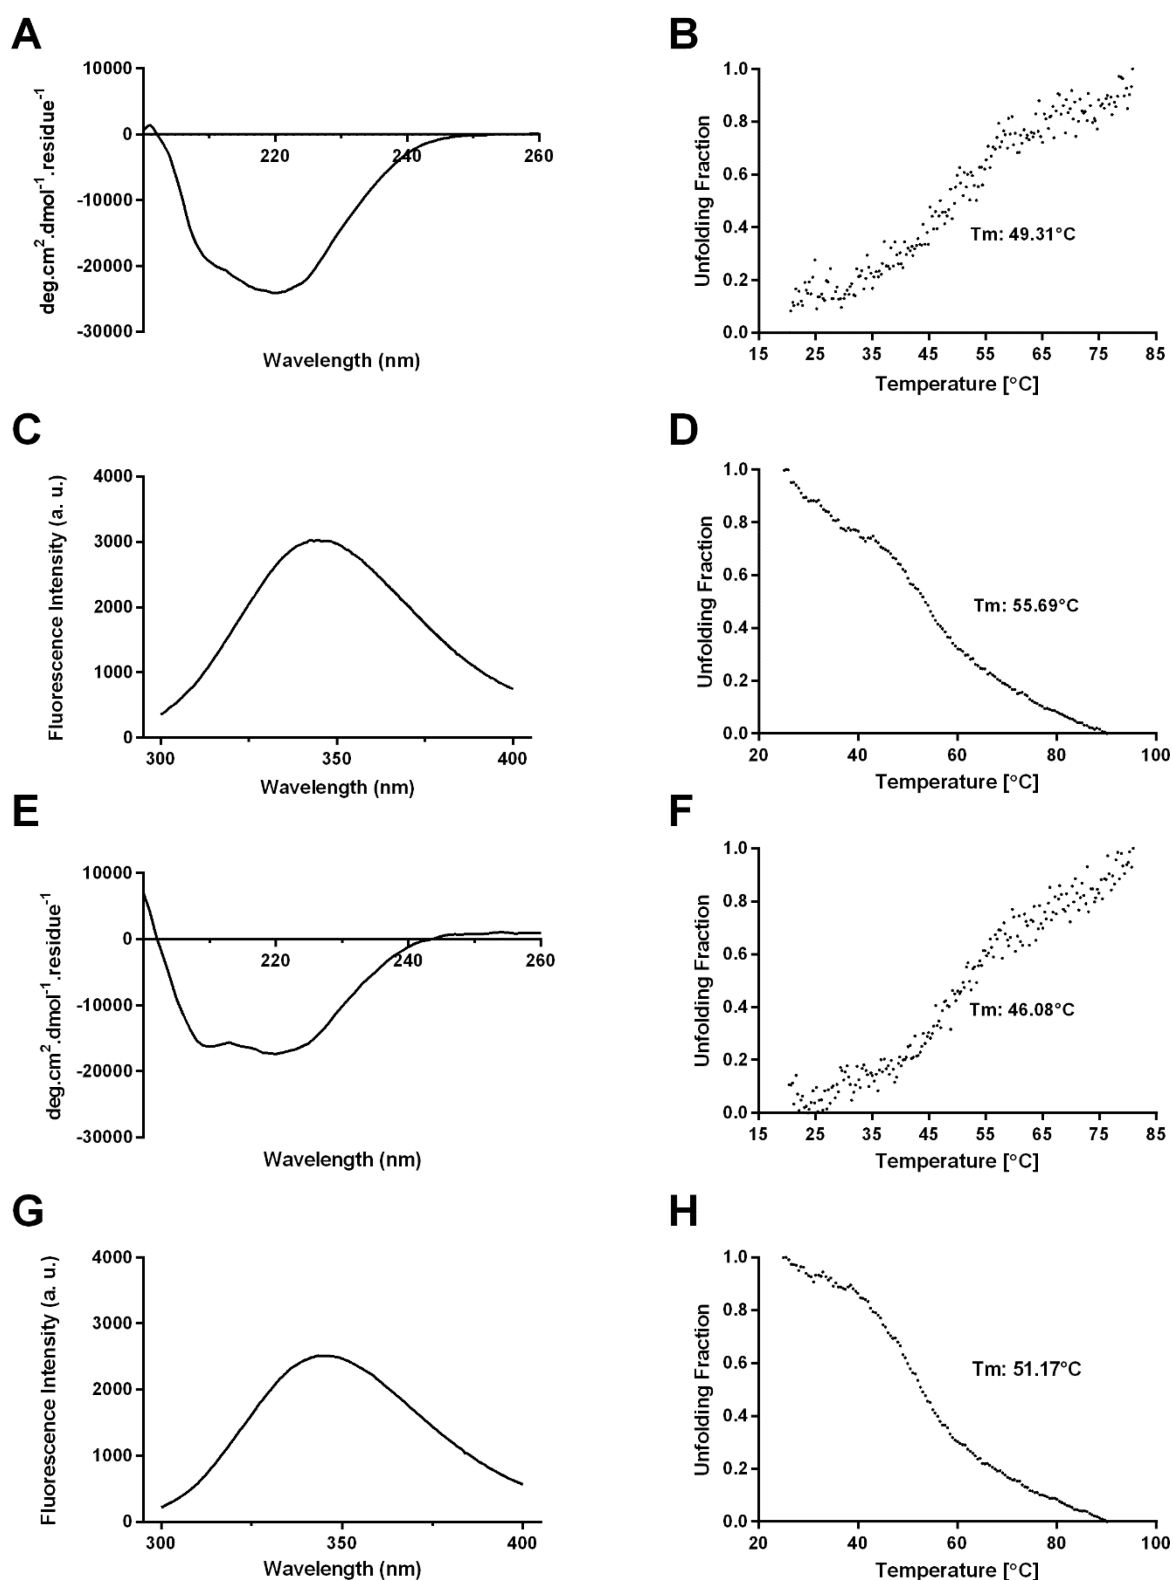 A
10000
0
-10000
-20000
-30000
220
240
260
deg.cm².dmol⁻¹.residue⁻¹
Wavelength (nm)
B
1.0
0.8
0.6
0.4
0.2
0.0
15 25 35 45 55 65 75 85
Unfolding Fraction
Tm: 49.31°C
Temperature [°C]
C
4000
3000
2000
1000
0
300 350 400
Fluorescence Intensity (a. u.)
Wavelength (nm)
D
1.0
0.8
0.6
0.4
0.2
0.0
20 40 60 80 100
Unfolding Fraction
Tm: 55.69°C
Temperature [°C]
E
10000
0
-10000
-20000
-30000
220
240
260
deg.cm².dmol⁻¹.residue⁻¹
Wavelength (nm)
F
1.0
0.8
0.6
0.4
0.2
0.0
15 25 35 45 55 65 75 85
Unfolding Fraction
Tm: 46.08°C
Temperature [°C]
G
4000
3000
2000
1000
0
300 350 400
Fluorescence Intensity (a. u.)
Wavelength (nm)
H
1.0
0.8
0.6
0.4
0.2
0.0
20 40 60 80 100
Unfolding Fraction
Tm: 51.17°C
Temperature [°C]